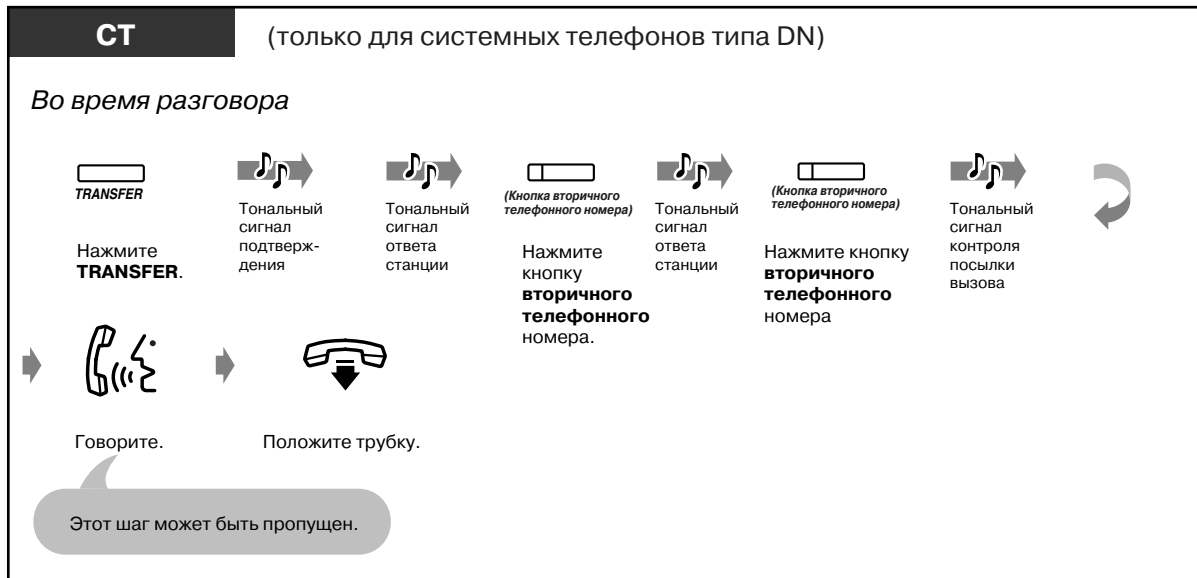 СТ
(только для системных телефонов типа DN)
Во время разговора
TRANSFER
Нажмите
TRANSFER.
Тональный
сигнал
подтверж-
дения
Тональный
сигнал
ответа
станции
(Кнопка вторичного
телефонного номера)
Нажмите
кнопку
вторичного
телефонного
номера.
Тональный
сигнал
ответа
станции
(Кнопка вторичного
телефонного номера)
Нажмите кнопку
вторичного
телефонного
номера
Тональный
сигнал
контроля
посылки
вызова
Говорите.
Положите трубку.
Этот шаг может быть пропущен.